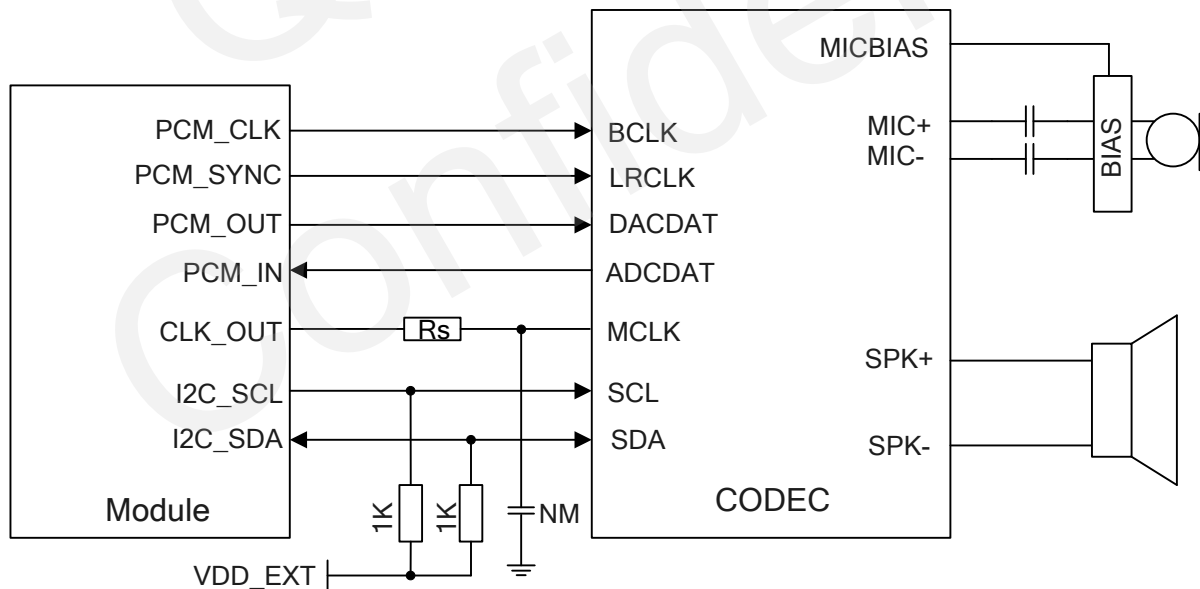 MICBIAS
PCM_CLK
BCLK
MIC+
MIC-
BIAS
PCM_SYNC
LRCLK
PCM_OUT
DACDAT
PCM_IN
ADCDAT
CLK_OUT
Rs
MCLK
SPK+
I2C_SCL
SCL
I2C_SDA
SDA
SPK-
Module
1K
1K
NM
CODEC
VDD_EXT